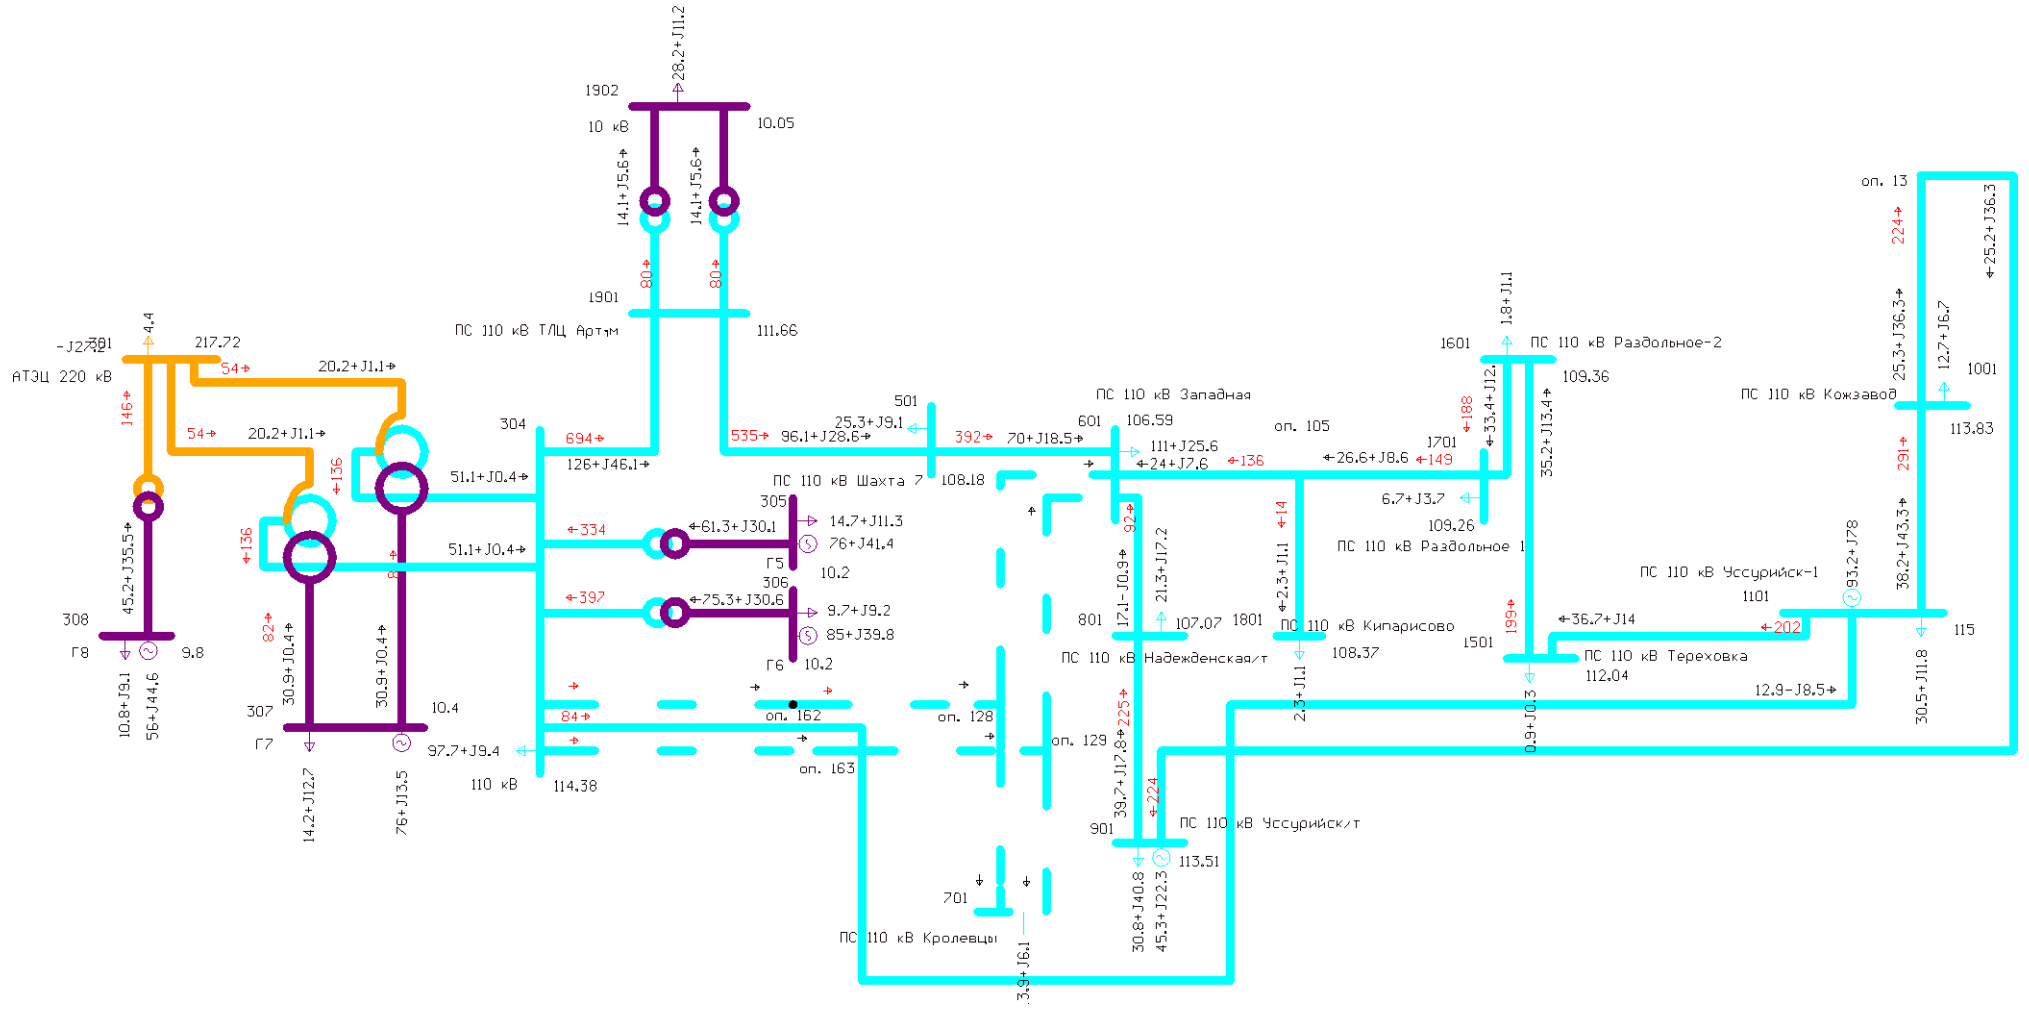 28.2+J11.2
1902
10 кВ
10.05
14.1+J5.6→
14.1+J5.6→
80→
80→
1901
111.66
4.4
217.72
54→
20.2+J1.1→
АТЭЦ 220 кВ
146→
54→
20.2+J1.1→
←136
←136
45.2+J35.5→
308
Г8
9.8
10.8+J9.1
56+J44.6
82→
30.9+J0.4→
30.9+J0.4→
307
Г7
10.4
14.2+J12.7
76+J13.5
304
694→
126+J46.1→
51.1+J0.4→
51.1+J0.4→
←334
←61.3+J30.1
305
14.7+J11.3
76+J41.4
Г5
10.2
←397
←75.3+J30.6
306
9.7+J9.2
85+J39.8
Г6
10.2
84→
97.7+J9.4
110 кВ
114.38
оп. 162
оп. 163
оп. 128
оп. 129
535→
96.1+J28.6→
501
25.3+J9.1
ПС 110 кВ Шахта 7
108.18
392→
70+J18.5→
ПС 110 кВ Западная
601
106.59
111+J25.6
←24+J7.6
←136
оп. 105
←26.6+J8.6
←149
92→
17.1-J0.9→
21.3+J17.2
801
107.07
ПС 110 кВ Надежденская/т
←225
39.7+J17.8→
←224
901
ПС 110 кВ Уссурийск/т
113.51
30.8+J40.8
45.3+J22.3
701
ПС 110 кВ Кролевцы
3.9+J6.1
←14
←2.3+J1.1
1801
ПС 110 кВ Кипарисово
108.37
2.3+J1.1
1701
6.7+J3.7
109.26
←188
←33.4+J12.
1.8+J1.1
1601
ПС 110 кВ Раздольное-2
109.36
35.2+J13.4→
199→
1501
ПС 110 кВ Тереховка
112.04
0.9+J0.3
←36.7+J14
←202
ПС 110 кВ Уссурийск-1
1101
93.2+J78
115
30.5+J11.8
12.9-J8.5→
291→
38.2+J43.3→
ПС 110 кВ Кожзавод
1001
113.83
12.7+J6.7
25.3+J36.3→
224→
оп. 13
←25.2+J36.3